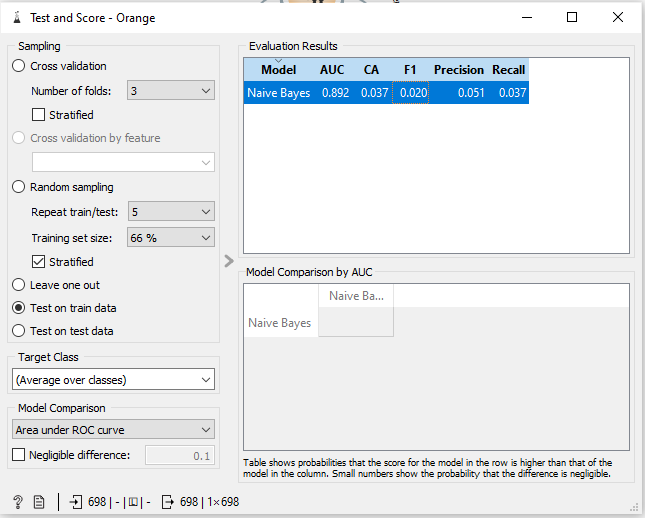 Test and Score - Orange
Sampling
Cross validation
Number of folds: 3
Stratified
Cross validation by feature
Random sampling
Repeat train/test: 5
Training set size: 66 %
Stratified
Leave one out
Test on train data
Test on test data
Target Class
(Average over classes)
Model Comparison
Area under ROC curve
Negligible difference: 0.1
Evaluation Results
Model AUC CA F1 Precision Recall
Naive Bayes 0.892 0.037 0.020 0.051 0.037
Model Comparison by AUC
Naive Ba...
Naive Bayes
Table shows probabilities that the score for the model in the row is higher than that of the
model in the column. Small numbers show the probability that the difference is negligible.
? | 698 | - | - 698 | 1×698